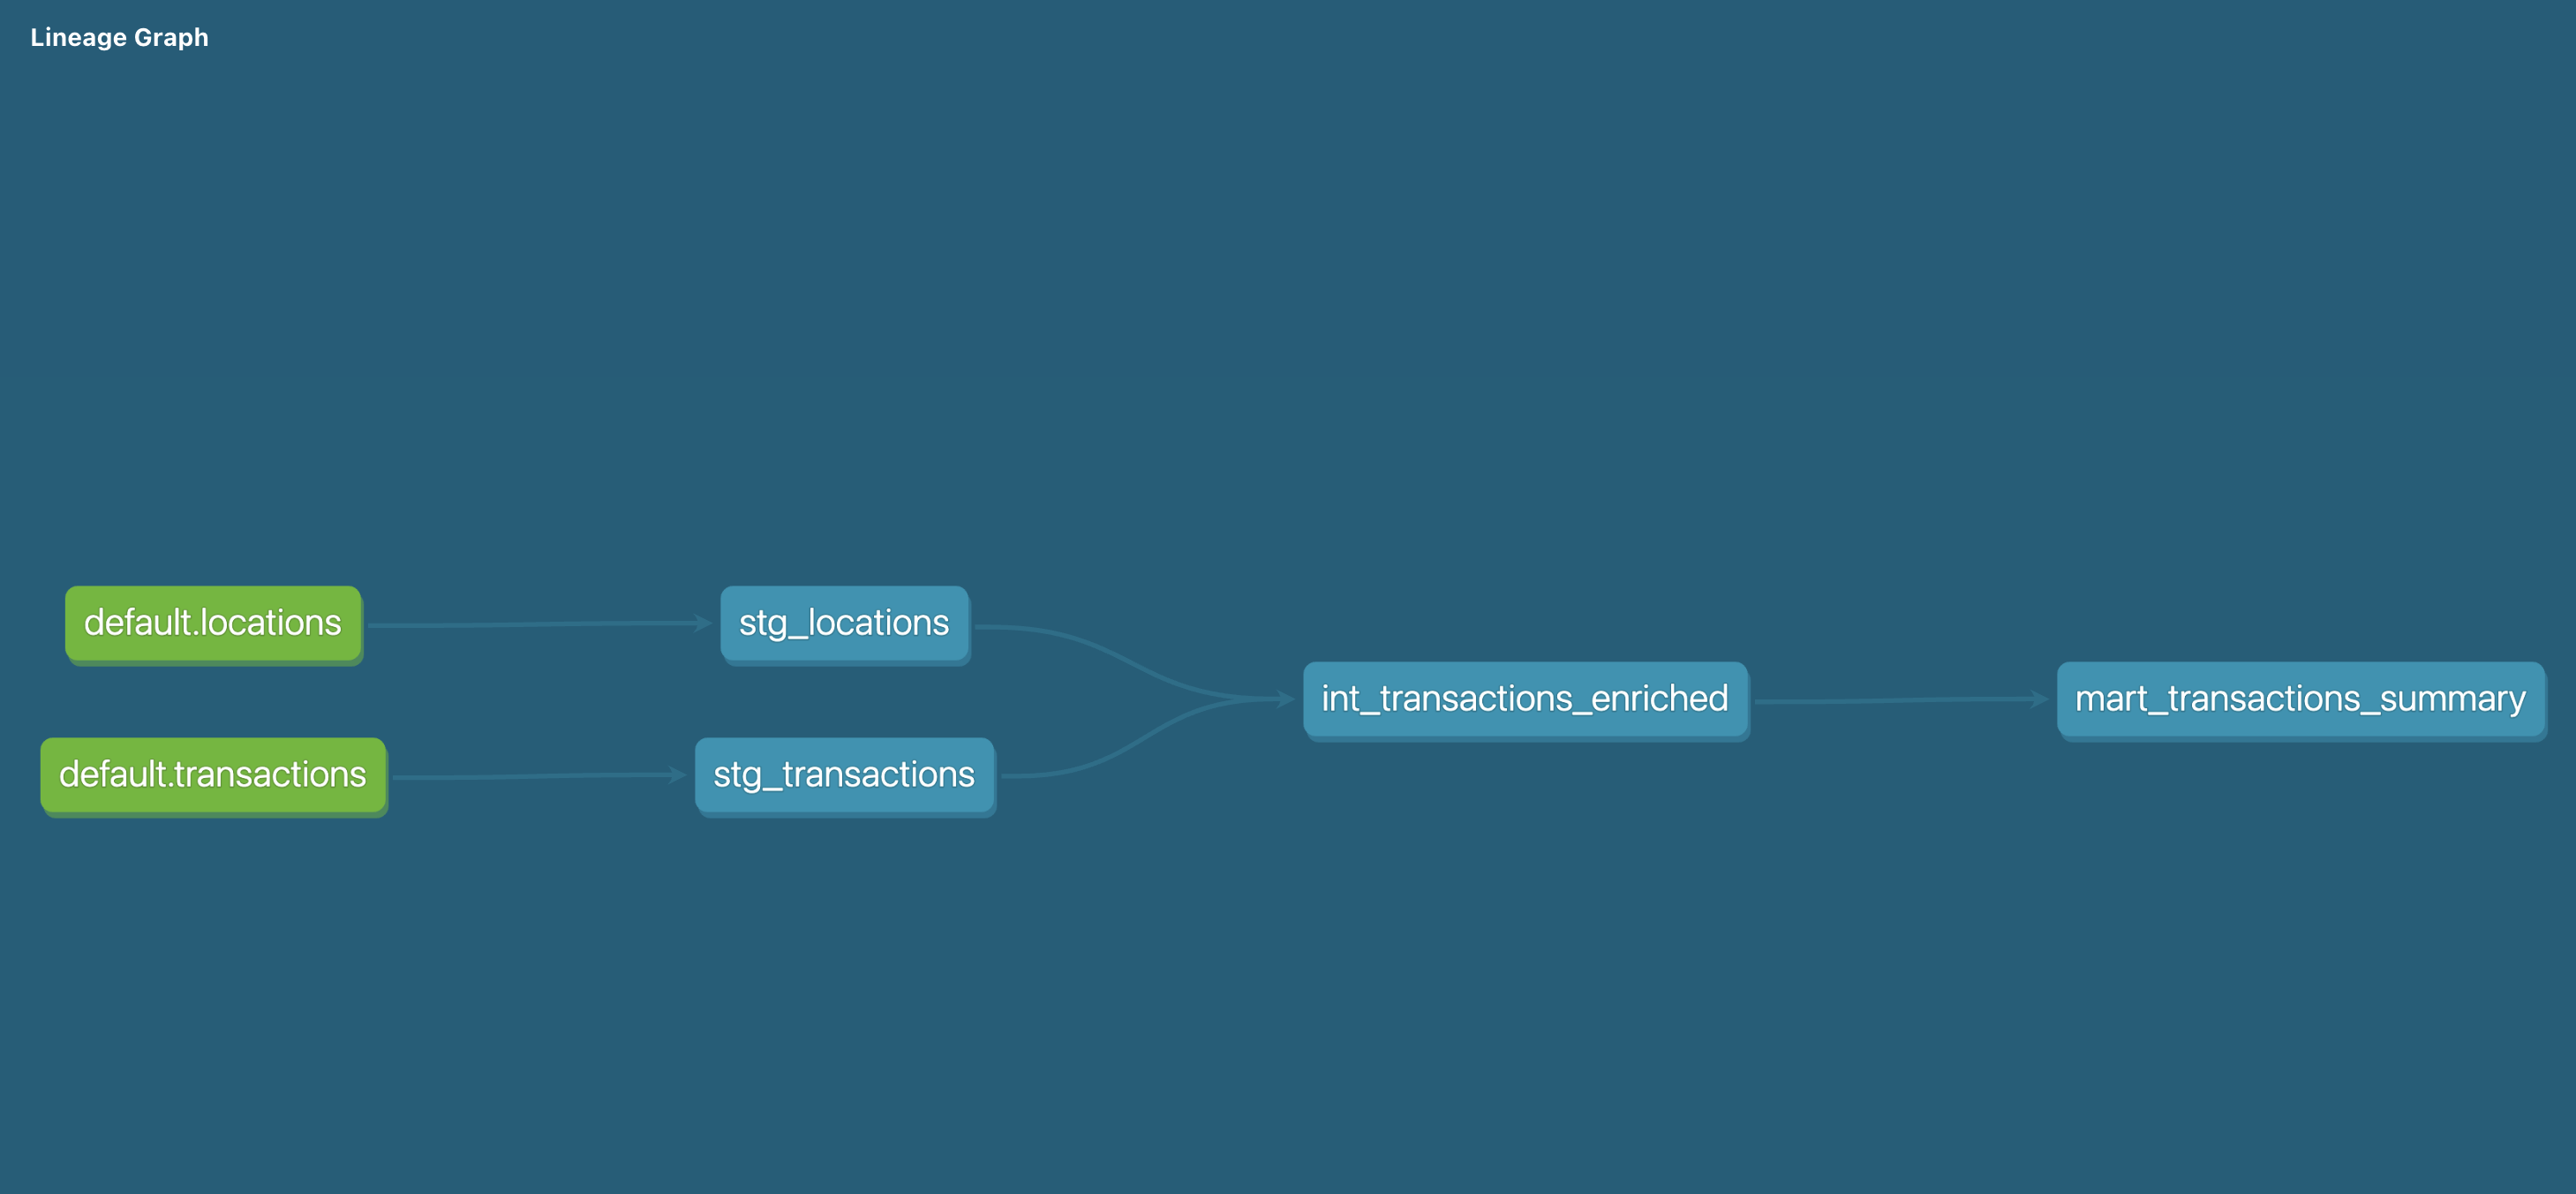 Lineage Graph
default.locations
stg_locations
default.transactions
stg_transactions
int_transactions_enriched
mart_transactions_summary